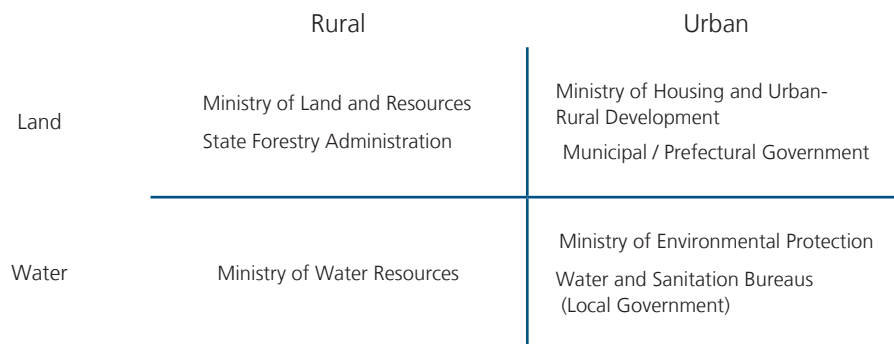 Rural
Urban
Land
Ministry of Land and Resources
State Forestry Administration
Ministry of Housing and Urban-
Rural Development
Municipal / Prefectural Government
Water
Ministry of Water Resources
Ministry of Environmental Protection
Water and Sanitation Bureaus
(Local Government)